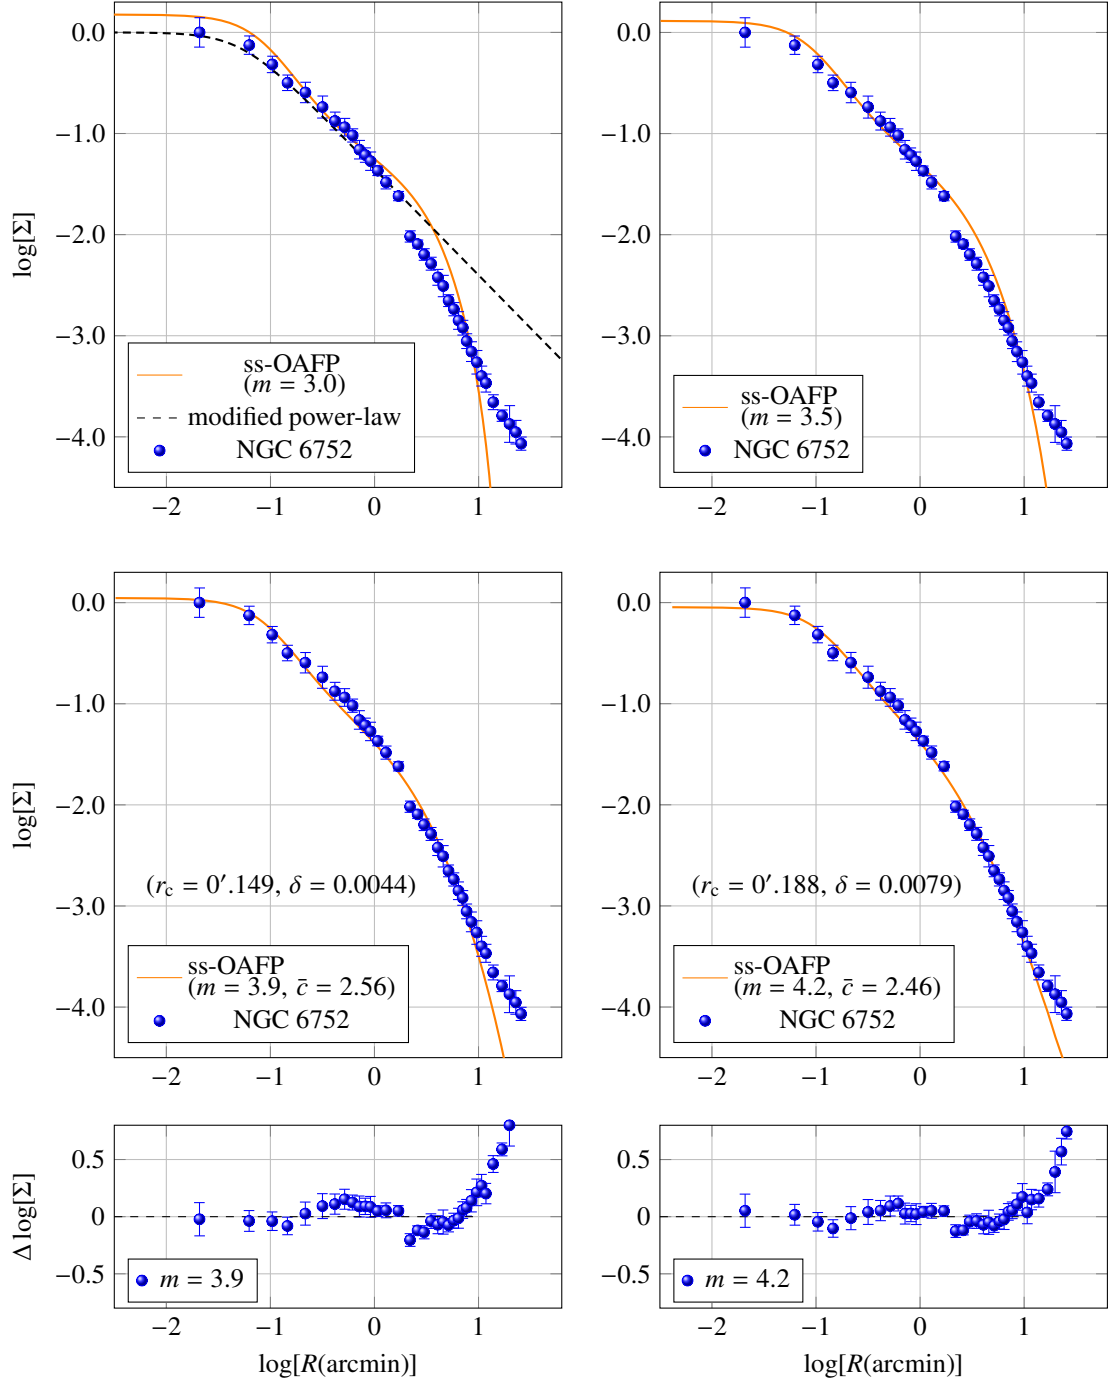 0.0
−1.0
−2.0
−3.0
−4.0
log[Σ]
−2
−1
0
1
ss-OAFP
(m = 3.0)
modified power-law
NGC 6752
0.0
−1.0
−2.0
−3.0
−4.0
−2
−1
0
1
ss-OAFP
(m = 3.5)
NGC 6752
0.0
−1.0
−2.0
−3.0
−4.0
log[Σ]
−2
−1
0
1
(rc = 0′.149, δ = 0.0044)
ss-OAFP
(m = 3.9, c̄ = 2.56)
NGC 6752
0.0
−1.0
−2.0
−3.0
−4.0
−2
−1
0
1
(rc = 0′.188, δ = 0.0079)
ss-OAFP
(m = 4.2, c̄ = 2.46)
NGC 6752
0.5
0
−0.5
Δ log[Σ]
m = 3.9
−2
−1
0
1
log[R(arcmin)]
0.5
0
−0.5
m = 4.2
−2
−1
0
1
log[R(arcmin)]